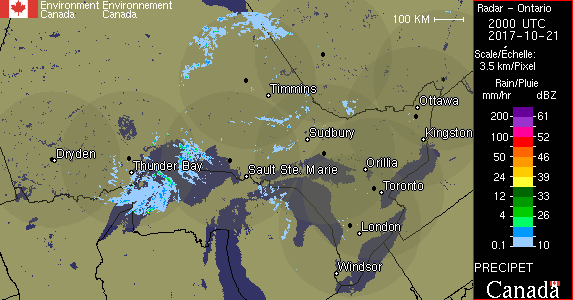 Environment Environnement
Canada Canada
100 KM
Timmins
Ottawa
Sudbury
Kingston
Dryden
Thunder Bay
Sault Ste. Marie
Orillia
Toronto
London
Windsor
Radar - Ontario
2000 UTC
2017-10-21
Scale/Échelle:
3.5 km/Pixel
Rain/Pluie
mm/hr dBZ
200 61
100 52
50 46
24 39
12 33
4 26
0.1 10
PRECIPET
Canada